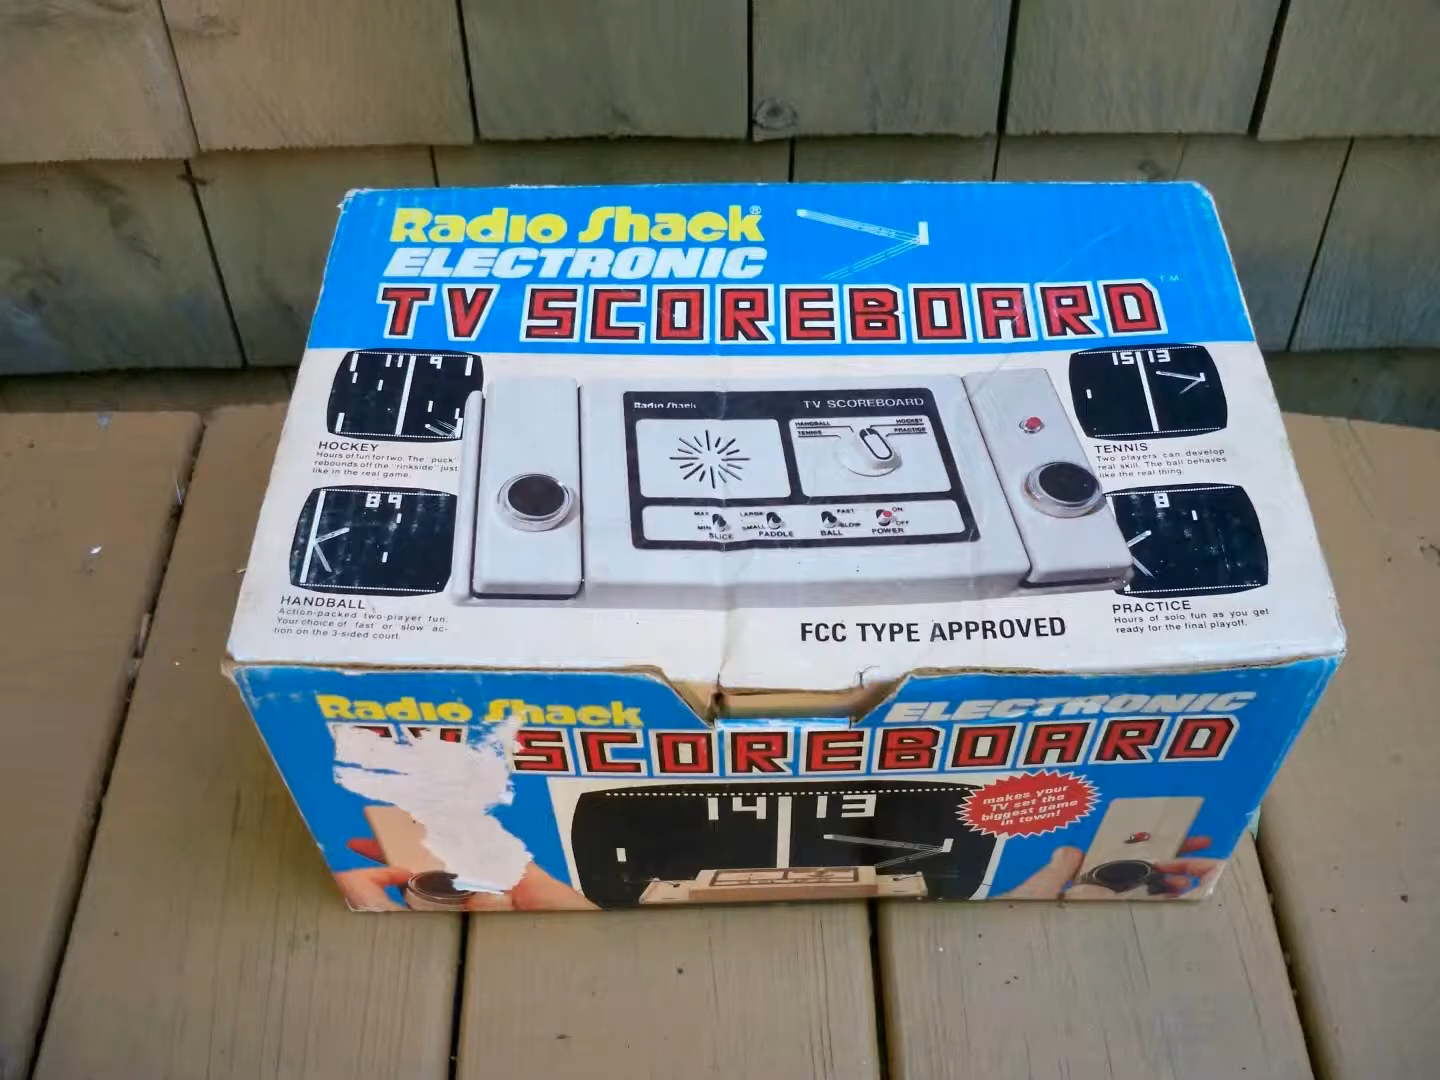 Radio Shack®
ELECTRONIC
TV SCOREBOARD
T.M.
11 9
HOCKEY
Hours of fun for two. The "puck"
rebounds off the "rinkside" just
like in the real game.
89
HANDBALL
Action-packed two-player fun.
Your choice of fast or slow ac-
tion on the 3-sided court.
Radio Shack
TV SCOREBOARD
HANDBALL HOCKEY
TENNIS PRACTICE
MAX LARGE FAST ON
MIN SMALL SLOW OFF
SLICE PADDLE BALL POWER
15 13
TENNIS
Two players can develop
real skill. The ball behaves
like the real thing.
8
PRACTICE
Hours of solo fun as you get
ready for the final playoff.
FCC TYPE APPROVED
Radio Shack ELECTRONIC
SCOREBOARD
14 13
makes your
TV set the
biggest game
in town!